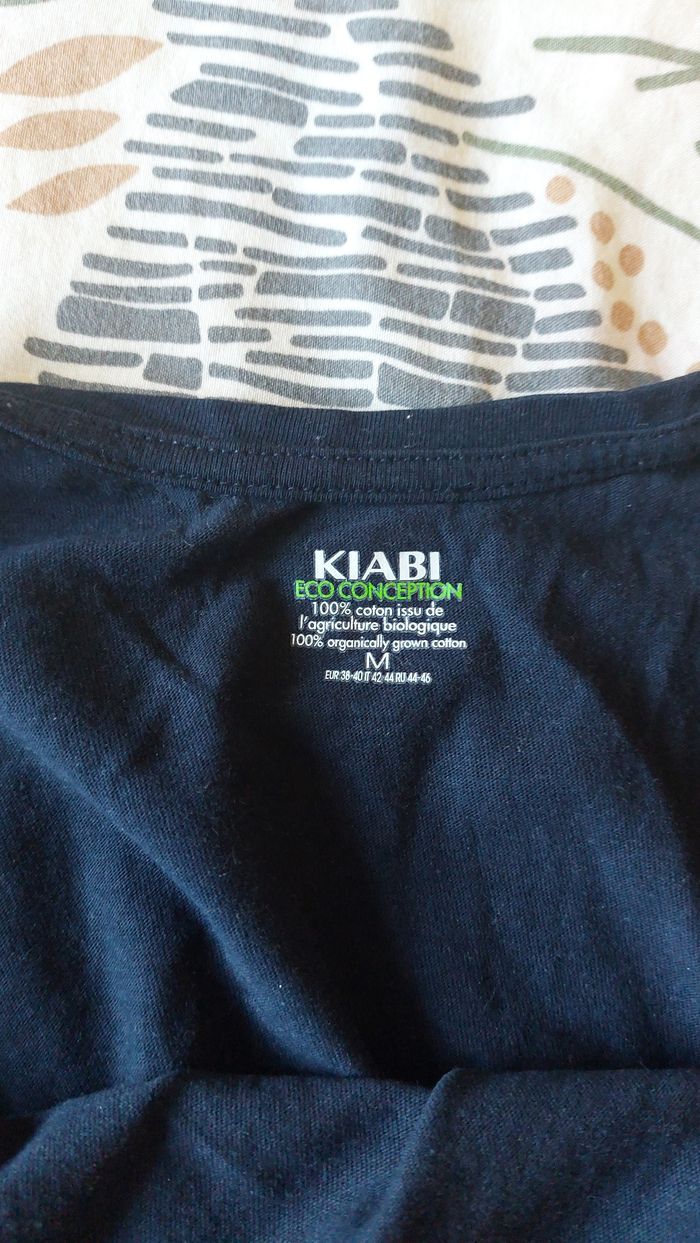 KIABI
ECO CONCEPTION
100% coton issu de
l'agriculture biologique
100% organically grown cotton
M
EUR 38-40 IT 42-44 RU 44-46